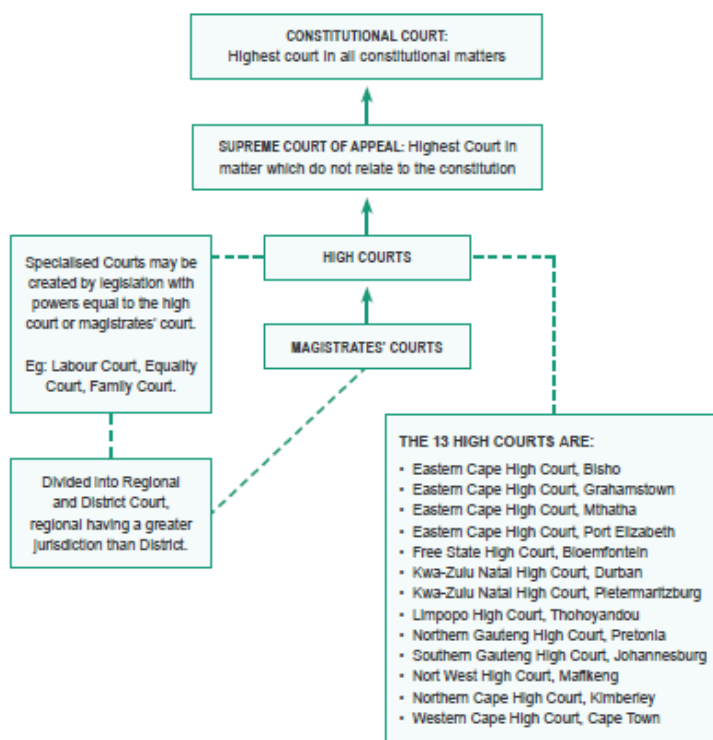 CONSTITUTIONAL COURT:
Highest court in all constitutional matters
SUPREME COURT OF APPEAL: Highest Court in
matter which do not relate to the constitution
HIGH COURTS
Specialised Courts may be
created by legislation with
powers equal to the high
court or magistrates' court.
Eg: Labour Court, Equality
Court, Family Court.
MAGISTRATES' COURTS
Divided into Regional
and District Court,
regional having a greater
jurisdiction than District.
THE 13 HIGH COURTS ARE:
• Eastern Cape High Court, Bisho
• Eastern Cape High Court, Grahamstown
• Eastern Cape High Court, Mthatha
• Eastern Cape High Court, Port Elizabeth
• Free State High Court, Bloemfontein
• Kwa-Zulu Natal High Court, Durban
• Kwa-Zulu Natal High Court, Pietermaritzburg
• Limpopo High Court, Thohoyandou
• Northern Gauteng High Court, Pretonia
• Southern Gauteng High Court, Johannesburg
• Nort West High Court, Mafikeng
• Northern Cape High Court, Kimberley
• Western Cape High Court, Cape Town